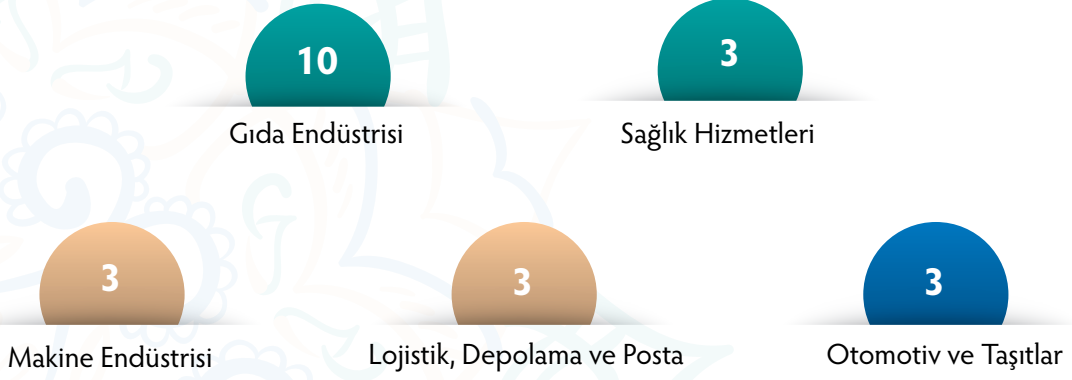 10
Gıda Endüstrisi
3
Sağlık Hizmetleri
3
Makine Endüstrisi
3
Lojistik, Depolama ve Posta
3
Otomotiv ve Taşıtlar